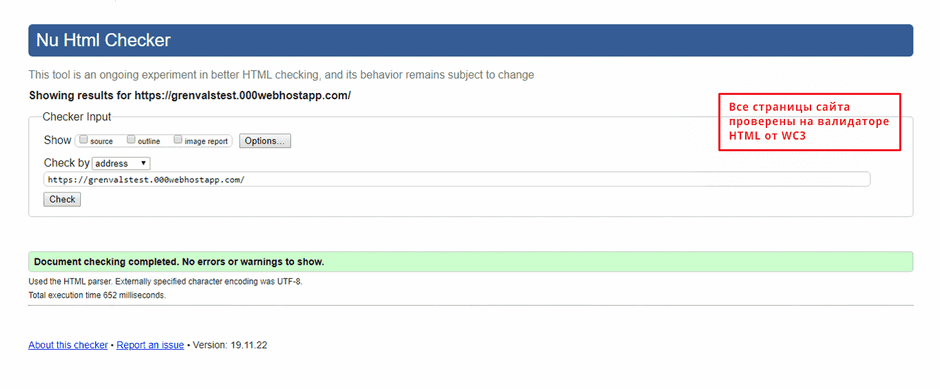 Nu Html Checker
This tool is an ongoing experiment in better HTML checking, and its behavior remains subject to change
Showing results for https://grenvalstest.000webhostapp.com/
Все страницы сайта
проверены на валидаторе
HTML от WC3
Checker Input
Show source outline image report Options...
Check by address
https://grenvalstest.000webhostapp.com/
Check
Document checking completed. No errors or warnings to show.
Used the HTML parser. Externally specified character encoding was UTF-8.
Total execution time 652 milliseconds.
About this checker • Report an issue • Version: 19.11.22